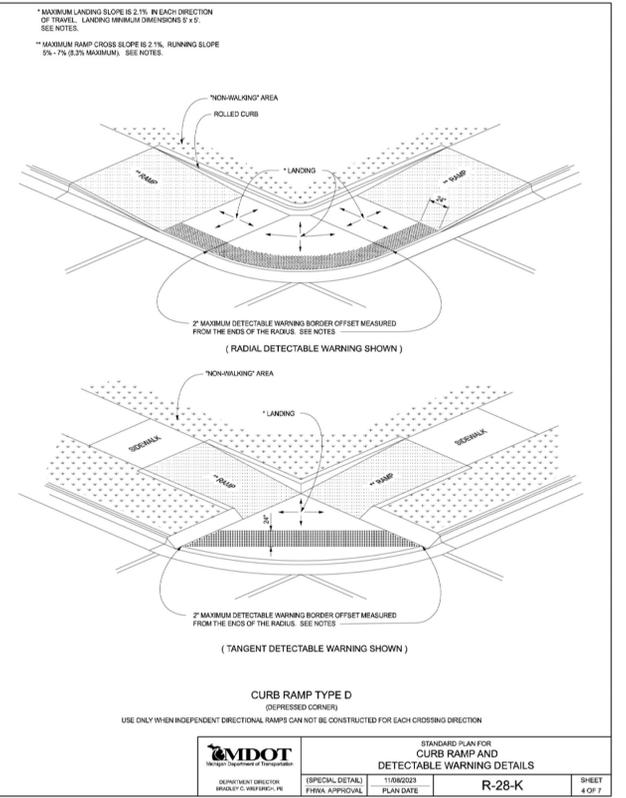 * MAXIMUM LANDING SLOPE IS 2.1% IN EACH DIRECTION
OF TRAVEL. LANDING MINIMUM DIMENSIONS 5' x 5'.
SEE NOTES.
** MAXIMUM RAMP CROSS SLOPE IS 2.1%, RUNNING SLOPE
5% - 7% (8.3% MAXIMUM). SEE NOTES.
"NON-WALKING" AREA
ROLLED CURB
* LANDING
** RAMP
** RAMP
24"
2" MAXIMUM DETECTABLE WARNING BORDER OFFSET MEASURED
FROM THE ENDS OF THE RADIUS. SEE NOTES
( RADIAL DETECTABLE WARNING SHOWN )
"NON-WALKING" AREA
* LANDING
SIDEWALK
SIDEWALK
** RAMP
** RAMP
24"
2" MAXIMUM DETECTABLE WARNING BORDER OFFSET MEASURED
FROM THE ENDS OF THE RADIUS. SEE NOTES
( TANGENT DETECTABLE WARNING SHOWN )
CURB RAMP TYPE D
(DEPRESSED CORNER)
USE ONLY WHEN INDEPENDENT DIRECTIONAL RAMPS CAN NOT BE CONSTRUCTED FOR EACH CROSSING DIRECTION
MDOT
Michigan Department of Transportation
DEPARTMENT DIRECTOR
BRADLEY C. WIEFERICH, PE
STANDARD PLAN FOR
CURB RAMP AND
DETECTABLE WARNING DETAILS
(SPECIAL DETAIL)
FHWA APPROVAL
11/08/2023
PLAN DATE
R-28-K
SHEET
4 OF 7